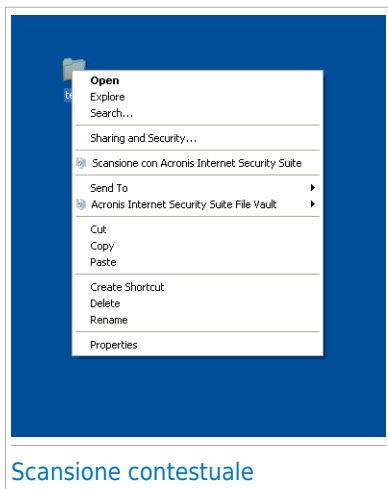 Open
Explore
Search...
Sharing and Security...
Scansione con Acronis Internet Security Suite
Send To
Acronis Internet Security Suite File Vault
Cut
Copy
Paste
Create Shortcut
Delete
Rename
Properties
Scansione contestuale